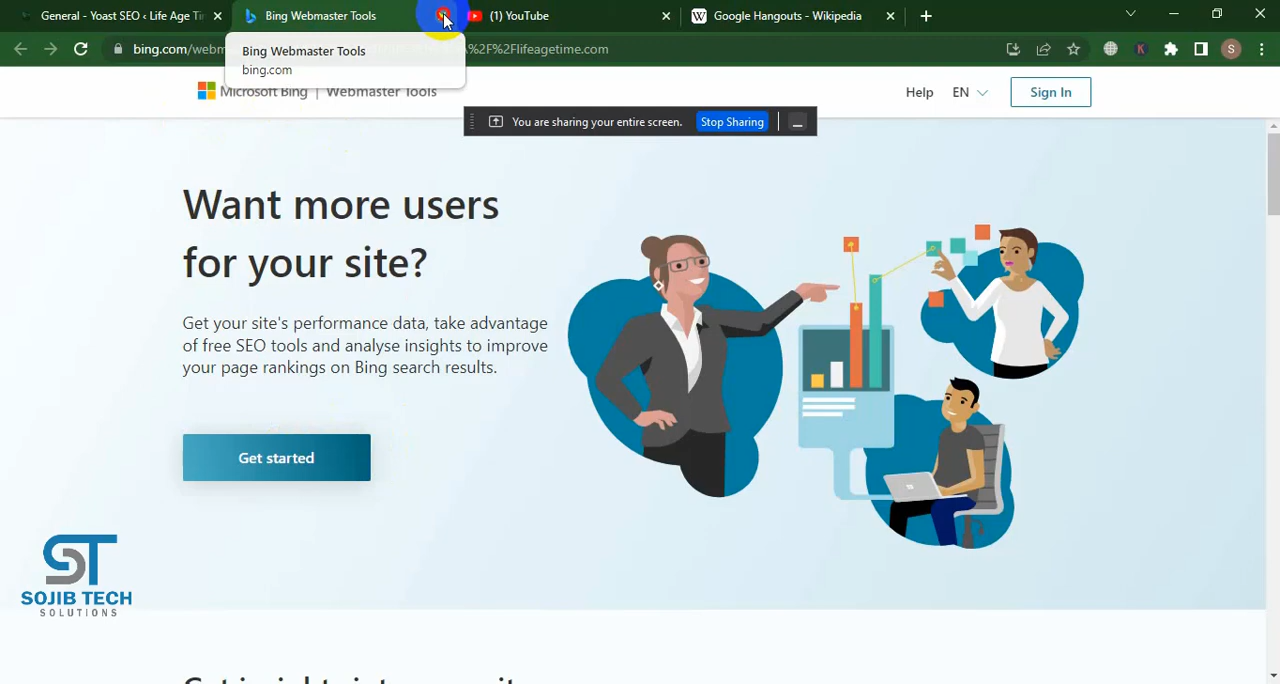 General - Yoast SEO ‹ Life Age Tim
Bing Webmaster Tools
(1) YouTube
Google Hangouts - Wikipedia
bing.com/webm
%2F%2Flifeagetime.com
S
Bing Webmaster Tools
bing.com
Microsoft Bing | Webmaster Tools
Help
EN
Sign In
You are sharing your entire screen.
Stop Sharing
Want more users
for your site?
Get your site's performance data, take advantage
of free SEO tools and analyse insights to improve
your page rankings on Bing search results.
Get started
ST
SOJIB TECH
SOLUTIONS